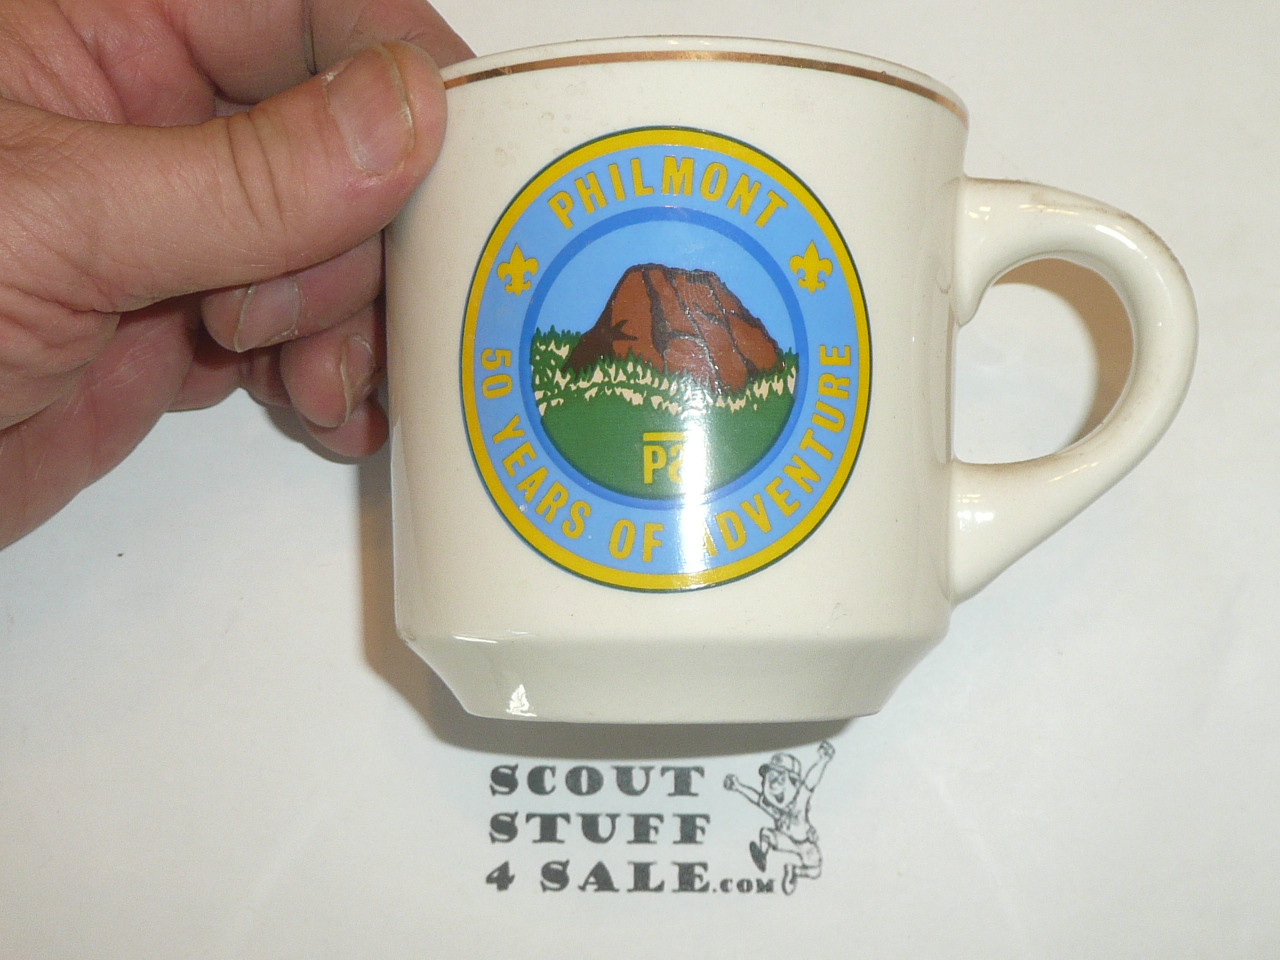 PHILMONT
50 YEARS OF ADVENTURE
SCOUT
STUFF
4 SALE.COM